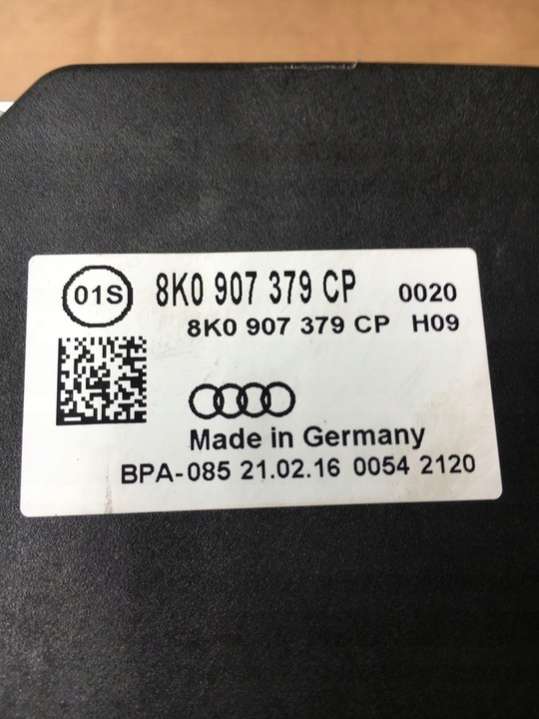 01S 8K0 907 379 CP 0020
8K0 907 379 CP H09
Made in Germany
BPA-085 21.02.16 0054 2120